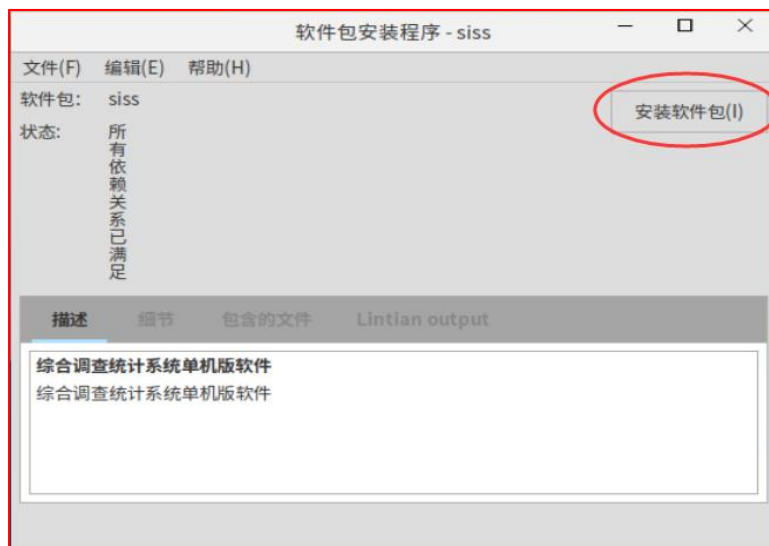 软件包安装程序 - siss
文件(F) 编辑(E) 帮助(H)
软件包: siss
安装软件包(I)
状态: 所有依赖关系已满足
描述 细节 包含的文件 Lintian output
综合调查统计系统单机版软件
综合调查统计系统单机版软件